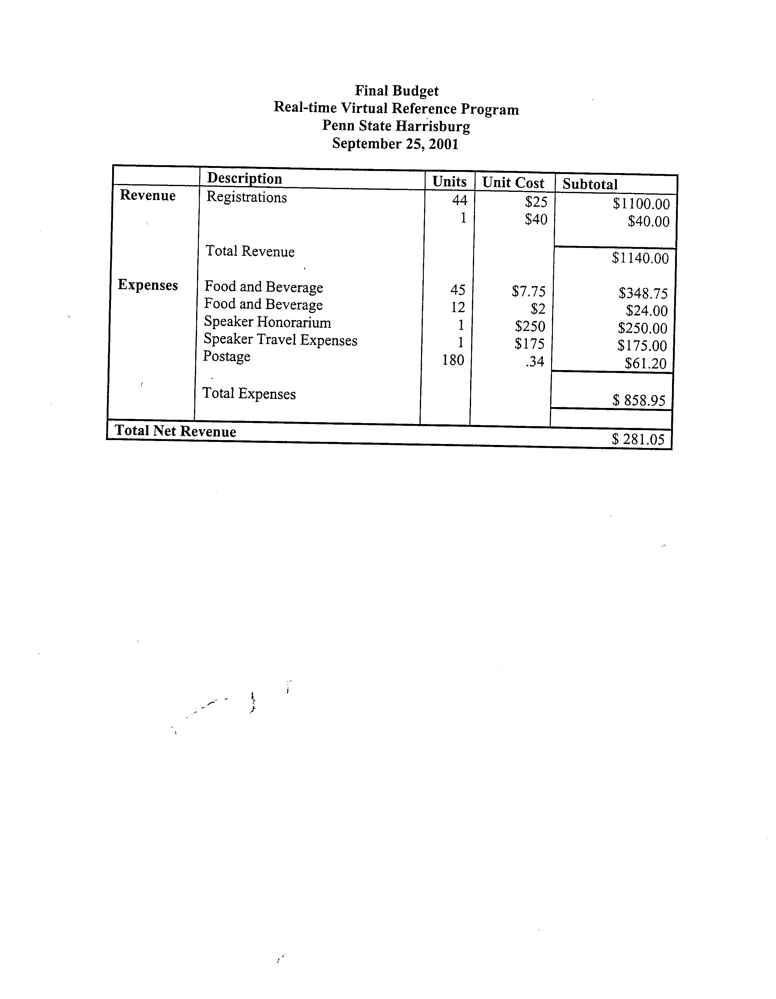 Final Budget
Real-time Virtual Reference Program
Penn State Harrisburg
September 25, 2001
Description Units Unit Cost Subtotal
Revenue Registrations 44 $25 $1100.00
1 $40 $40.00
Total Revenue $1140.00
Expenses Food and Beverage 45 $7.75 $348.75
Food and Beverage 12 $2 $24.00
Speaker Honorarium 1 $250 $250.00
Speaker Travel Expenses 1 $175 $175.00
Postage 180 .34 $61.20
Total Expenses $ 858.95
Total Net Revenue $ 281.05